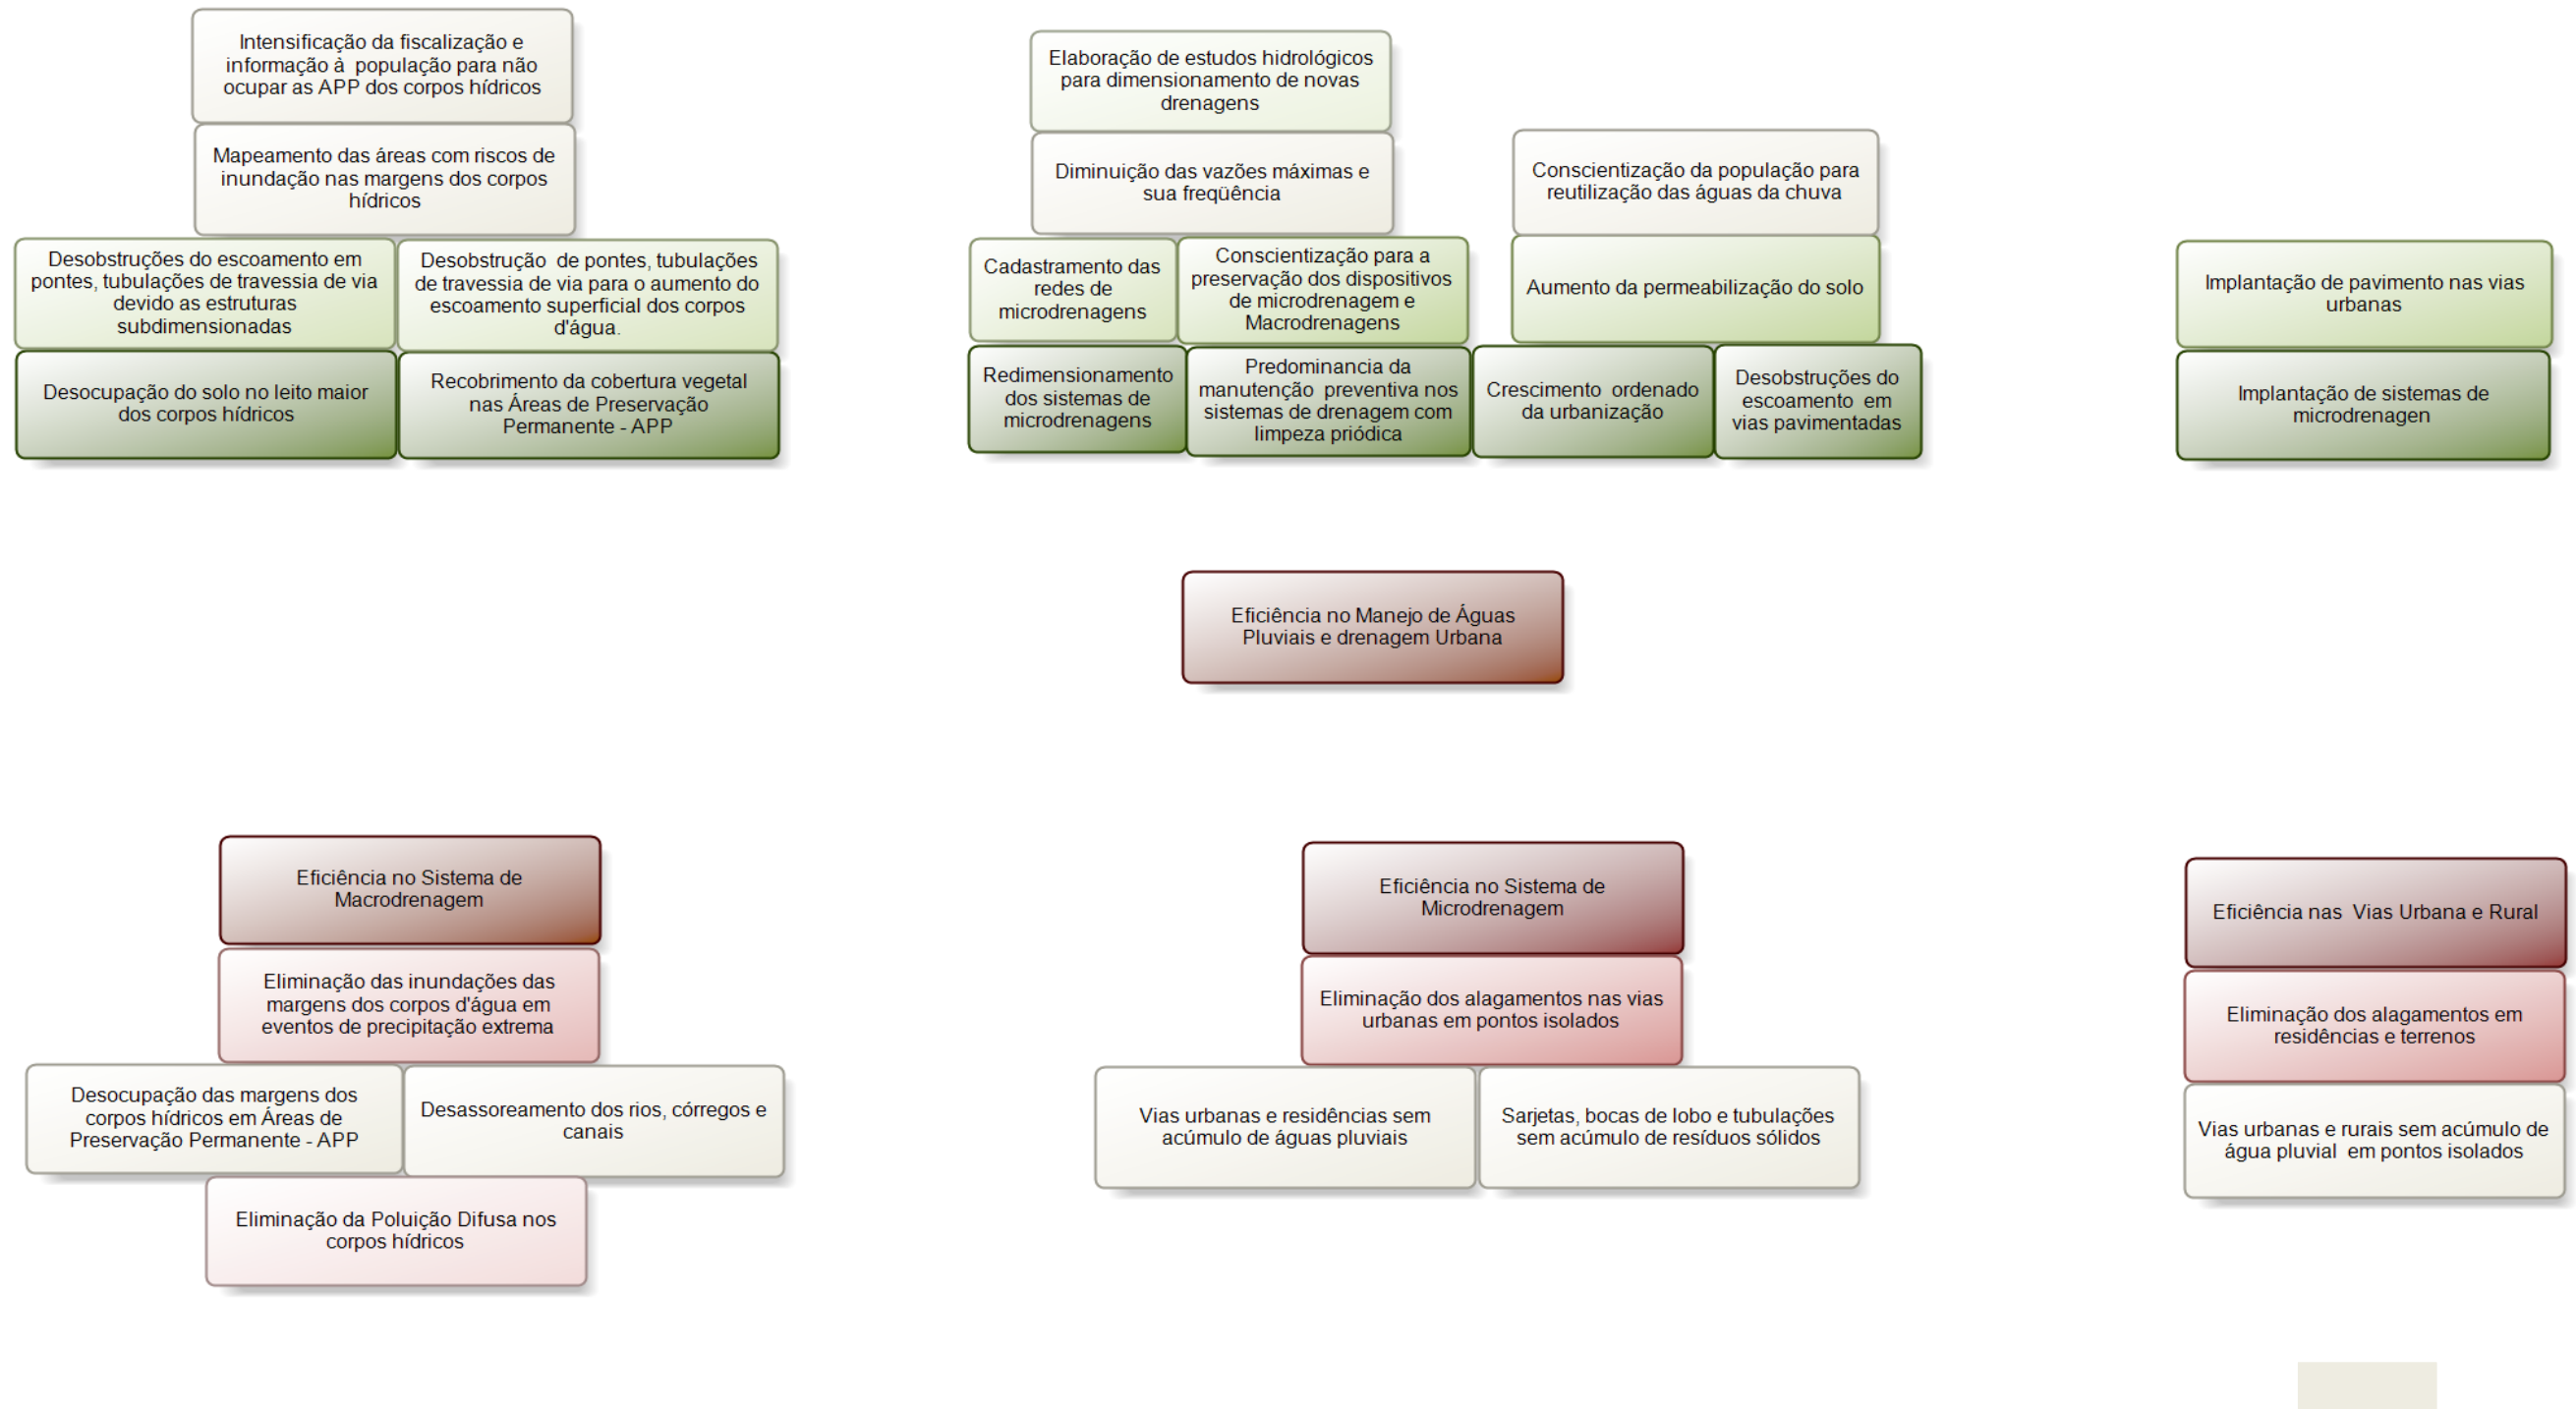 Intensificação da fiscalização e
informação à  população para não
ocupar as APP dos corpos hídricos
Mapeamento das áreas com riscos de
inundação nas margens dos corpos
hídricos
Desobstruções do escoamento em
pontes, tubulações de travessia de via
devido as estruturas
subdimensionadas
Desobstrução  de pontes, tubulações
de travessia de via para o aumento do
escoamento superficial dos corpos
d'água.
Desocupação do solo no leito maior
dos corpos hídricos
Recobrimento da cobertura vegetal
nas Áreas de Preservação
Permanente - APP
Elaboração de estudos hidrológicos
para dimensionamento de novas
drenagens
Diminuição das vazões máximas e
sua freqüência
Conscientização da população para
reutilização das águas da chuva
Cadastramento das
redes de
microdrenagens
Conscientização para a
preservação dos dispositivos
de microdrenagem e
Macrodrenagens
Aumento da permeabilização do solo
Redimensionamento
dos sistemas de
microdrenagens
Predominancia da
manutenção  preventiva nos
sistemas de drenagem com
limpeza priódica
Crescimento  ordenado
da urbanização
Desobstruções do
escoamento  em
vias pavimentadas
Implantação de pavimento nas vias
urbanas
Implantação de sistemas de
microdrenagen
Eficiência no Manejo de Águas
Pluviais e drenagem Urbana
Eficiência no Sistema de
Macrodrenagem
Eliminação das inundações das
margens dos corpos d'água em
eventos de precipitação extrema
Desocupação das margens dos
corpos hídricos em Áreas de
Preservação Permanente - APP
Desassoreamento dos rios, córregos e
canais
Eliminação da Poluição Difusa nos
corpos hídricos
Eficiência no Sistema de
Microdrenagem
Eliminação dos alagamentos nas vias
urbanas em pontos isolados
Vias urbanas e residências sem
acúmulo de águas pluviais
Sarjetas, bocas de lobo e tubulações
sem acúmulo de resíduos sólidos
Eficiência nas  Vias Urbana e Rural
Eliminação dos alagamentos em
residências e terrenos
Vias urbanas e rurais sem acúmulo de
água pluvial  em pontos isolados